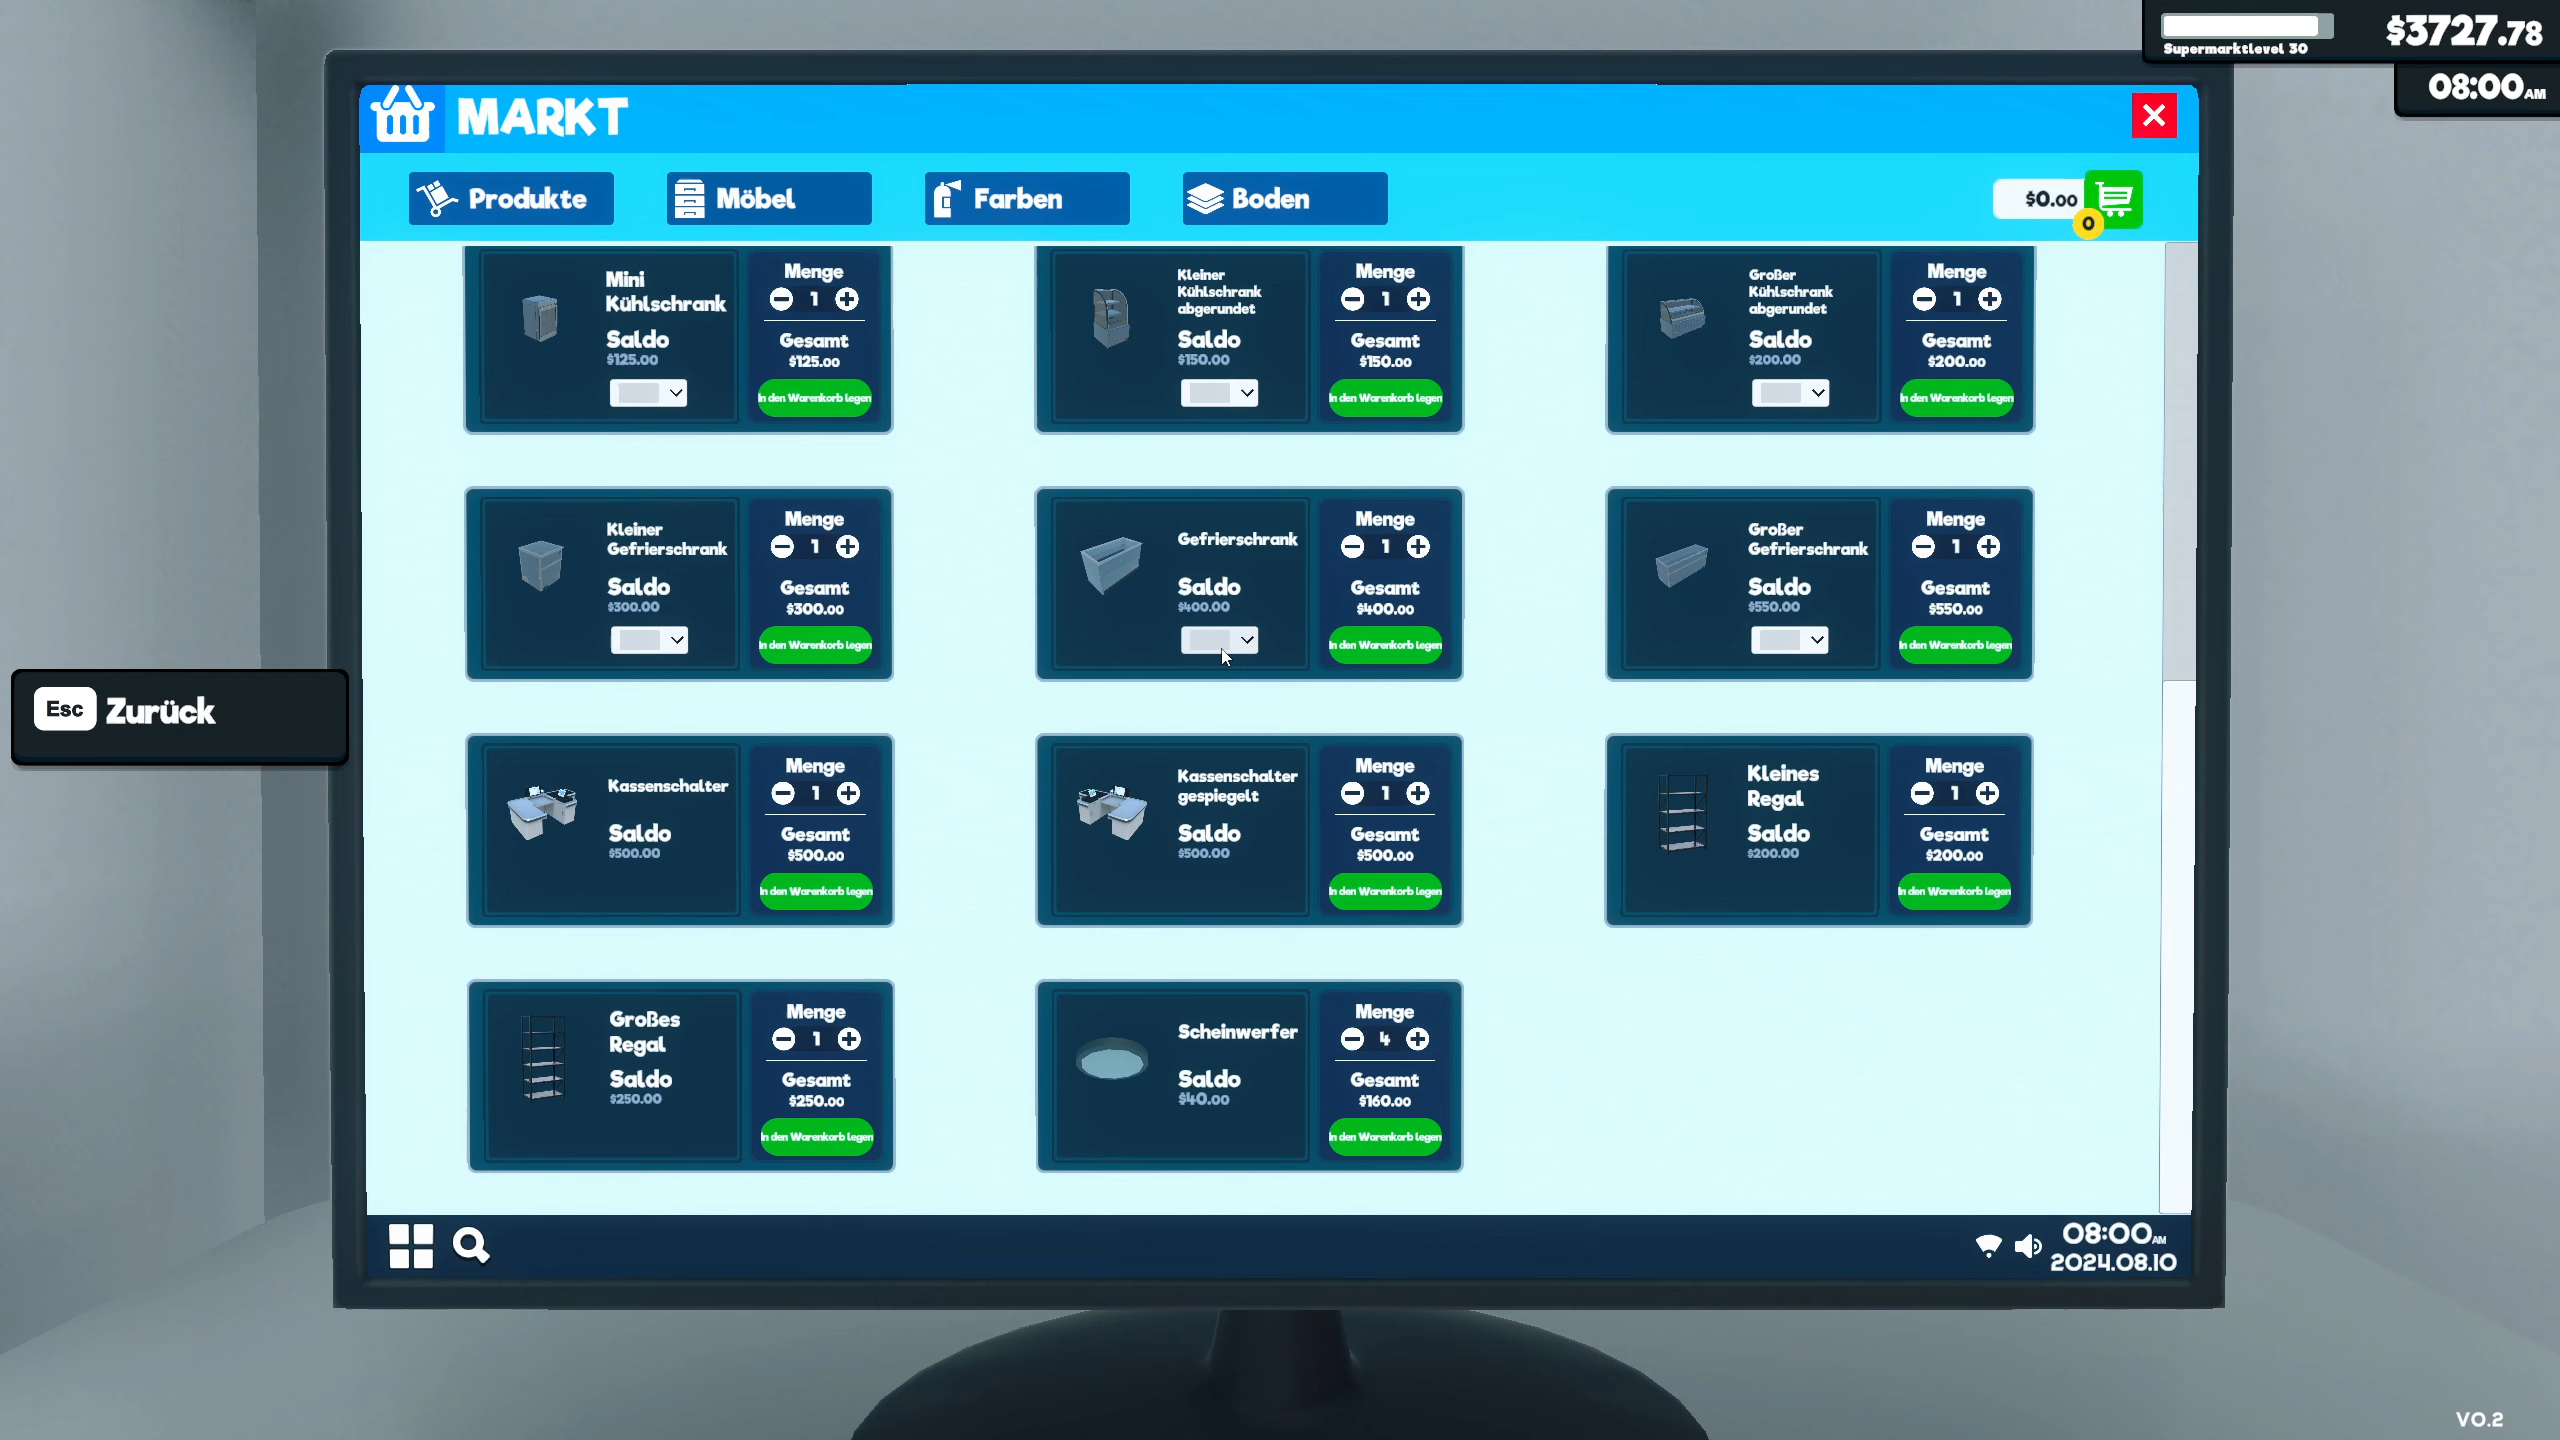 $3727.78
Supermarktlevel 30
08:00AM
MARKT
Produkte
Möbel
Farben
Boden
$0.00
0
Mini
Kühlschrank
Saldo
$125.00
Menge
1
Gesamt
$125.00
In den Warenkorb legen
Kleiner
Kühlschrank
abgerundet
Saldo
$150.00
Menge
1
Gesamt
$150.00
In den Warenkorb legen
Großer
Kühlschrank
abgerundet
Saldo
$200.00
Menge
1
Gesamt
$200.00
In den Warenkorb legen
Kleiner
Gefrierschrank
Saldo
$300.00
Menge
1
Gesamt
$300.00
In den Warenkorb legen
Gefrierschrank
Saldo
$400.00
Menge
1
Gesamt
$400.00
In den Warenkorb legen
Großer
Gefrierschrank
Saldo
$550.00
Menge
1
Gesamt
$550.00
In den Warenkorb legen
Esc Zurück
Kassenschalter
Saldo
$500.00
Menge
1
Gesamt
$500.00
In den Warenkorb legen
Kassenschalter
gespiegelt
Saldo
$500.00
Menge
1
Gesamt
$500.00
In den Warenkorb legen
Kleines
Regal
Saldo
$200.00
Menge
1
Gesamt
$200.00
In den Warenkorb legen
Großes
Regal
Saldo
$250.00
Menge
1
Gesamt
$250.00
In den Warenkorb legen
Scheinwerfer
Saldo
$40.00
Menge
4
Gesamt
$160.00
In den Warenkorb legen
08:00AM
2024.08.10
V0.2